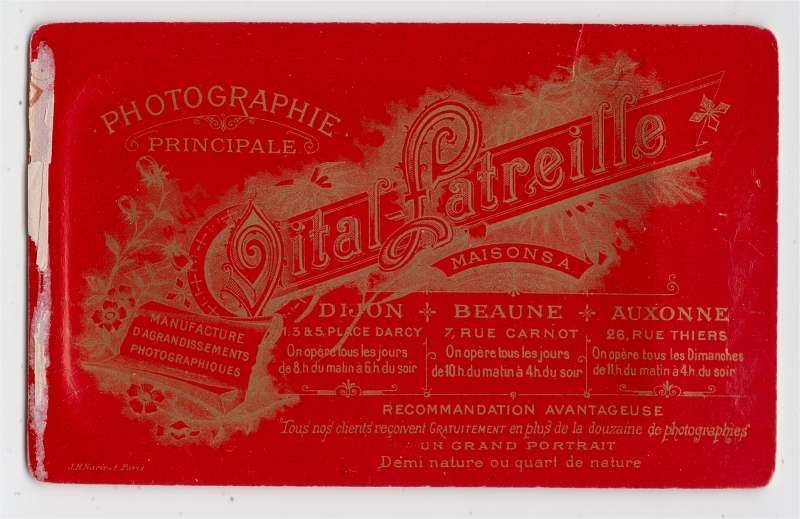 PHOTOGRAPHIE
PRINCIPALE
Vital-Latreille
MAISONS A
MANUFACTURE
D'AGRANDISSEMENTS
PHOTOGRAPHIQUES
DIJON
1.3 & 5. PLACE DARCY
On opère tous les jours
de 8.h. du matin à 6.h du soir
BEAUNE
7, RUE CARNOT
On opère tous les jours
de 10.h. du matin à 4.h. du soir
AUXONNE
26, RUE THIERS
On opère tous les Dimanches
de 11.h. du matin à 4.h. du soir
RECOMMANDATION AVANTAGEUSE
Tous nos clients reçoivent GRATUITEMENT en plus de la douzaine de photographies
UN GRAND PORTRAIT
Demi nature ou quart de nature
Paris